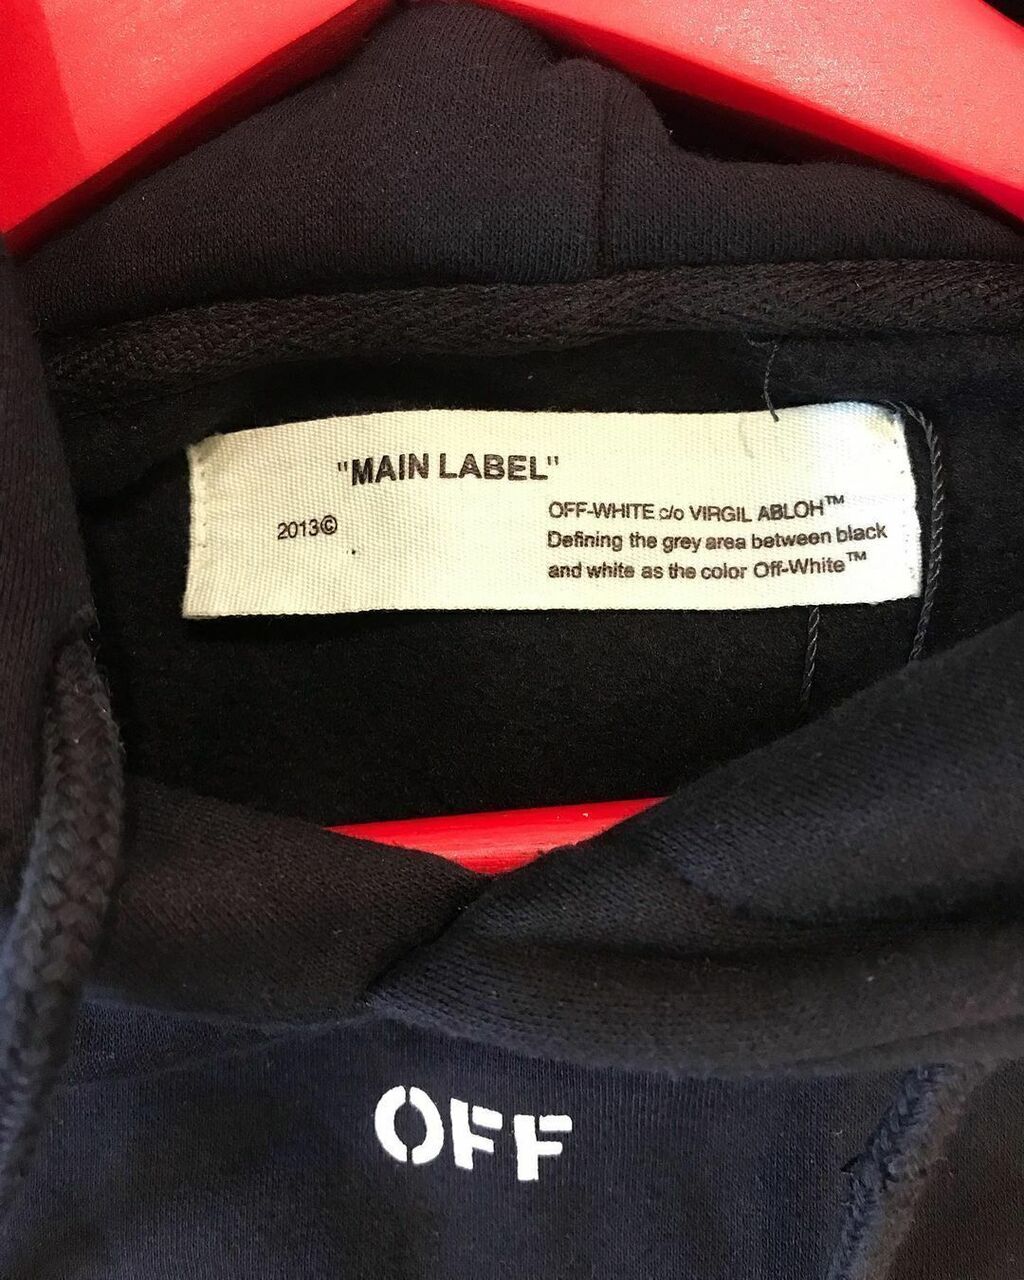 "MAIN LABEL"
2013©
OFF-WHITE c/o VIRGIL ABLOH™
Defining the grey area between black
and white as the color Off-White™
OFF